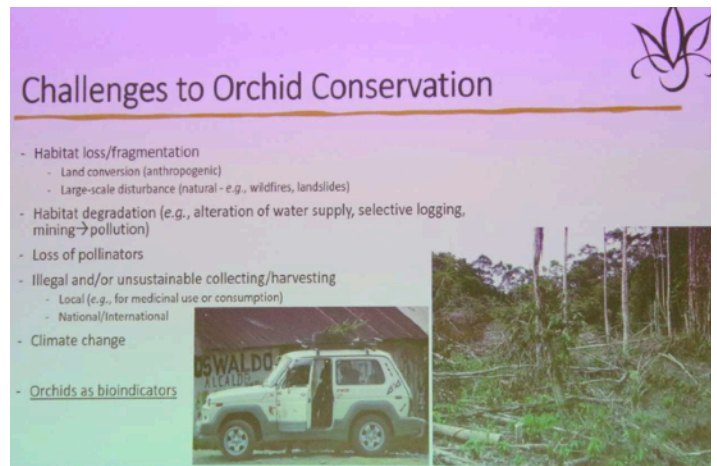 Challenges to Orchid Conservation
- Habitat loss/fragmentation
- Land conversion (anthropogenic)
- Large-scale disturbance (natural - e.g., wildfires, landslides)
- Habitat degradation (e.g., alteration of water supply, selective logging,
mining→pollution)
- Loss of pollinators
- Illegal and/or unsustainable collecting/harvesting
- Local (e.g., for medicinal use or consumption)
- National/International
- Climate change
- Orchids as bioindicators
OSWALDO
ALCALDE